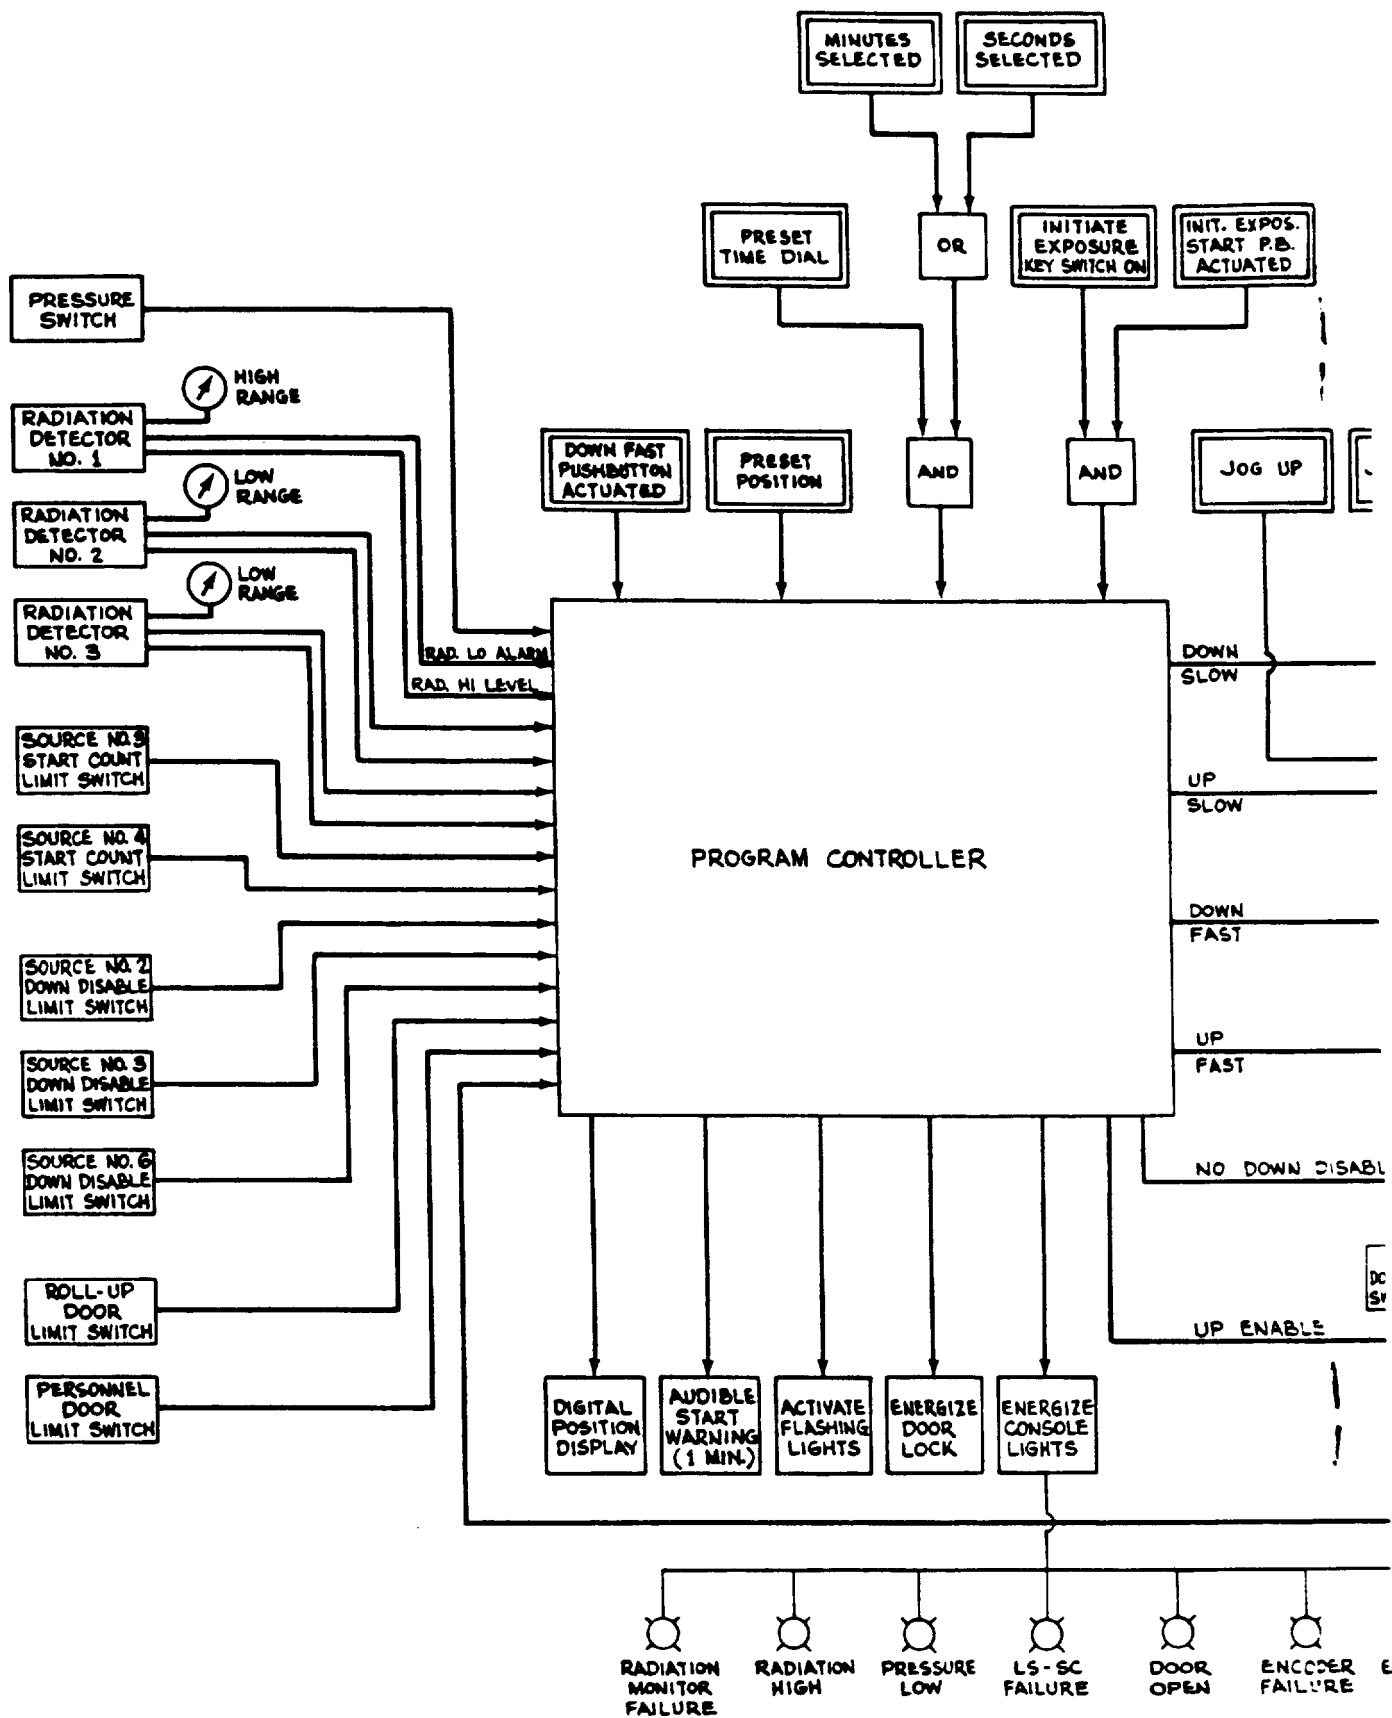 MINUTES
SELECTED
SECONDS
SELECTED
PRESET
TIME DIAL
OR
INITIATE
EXPOSURE
KEY SWITCH ON
INIT. EXPOS.
START P.B.
ACTUATED
PRESSURE
SWITCH
HIGH
RANGE
RADIATION
DETECTOR
NO. 1
LOW
RANGE
RADIATION
DETECTOR
NO. 2
LOW
RANGE
RADIATION
DETECTOR
NO. 3
DOWN FAST
PUSHBUTTON
ACTUATED
PRESET
POSITION
AND
AND
JOG UP
RAD. LO ALARM
RAD. HI LEVEL
SOURCE NO. 3
START COUNT
LIMIT SWITCH
SOURCE NO. 4
START COUNT
LIMIT SWITCH
SOURCE NO. 2
DOWN DISABLE
LIMIT SWITCH
SOURCE NO. 3
DOWN DISABLE
LIMIT SWITCH
SOURCE NO. 6
DOWN DISABLE
LIMIT SWITCH
ROLL-UP
DOOR
LIMIT SWITCH
PERSONNEL
DOOR
LIMIT SWITCH
PROGRAM CONTROLLER
DOWN
SLOW
UP
SLOW
DOWN
FAST
UP
FAST
NO DOWN DISABL
UP ENABLE
DIGITAL
POSITION
DISPLAY
AUDIBLE
START
WARNING
(1 MIN.)
ACTIVATE
FLASHING
LIGHTS
ENERGIZE
DOOR
LOCK
ENERGIZE
CONSOLE
LIGHTS
RADIATION
MONITOR
FAILURE
RADIATION
HIGH
PRESSURE
LOW
LS-SC
FAILURE
DOOR
OPEN
ENCODER
FAILURE